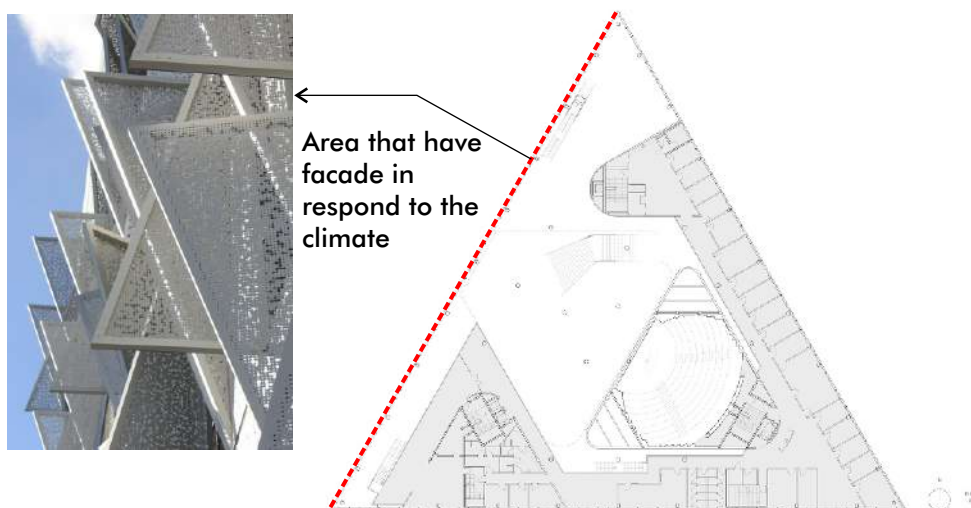 Area that have
facade in
respond to the
climate